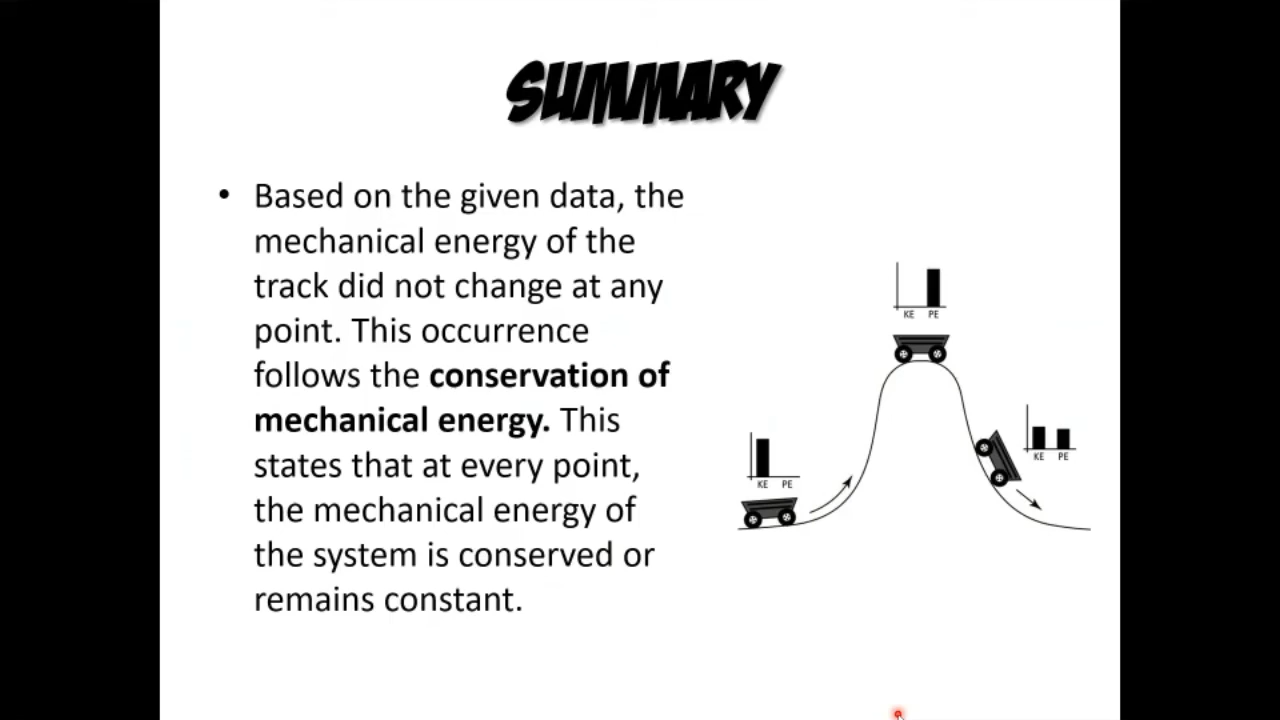 SUMMARY
• Based on the given data, the
mechanical energy of the
track did not change at any
point. This occurrence
follows the conservation of
mechanical energy. This
states that at every point,
the mechanical energy of
the system is conserved or
remains constant.
KE PE
KE PE
KE PE